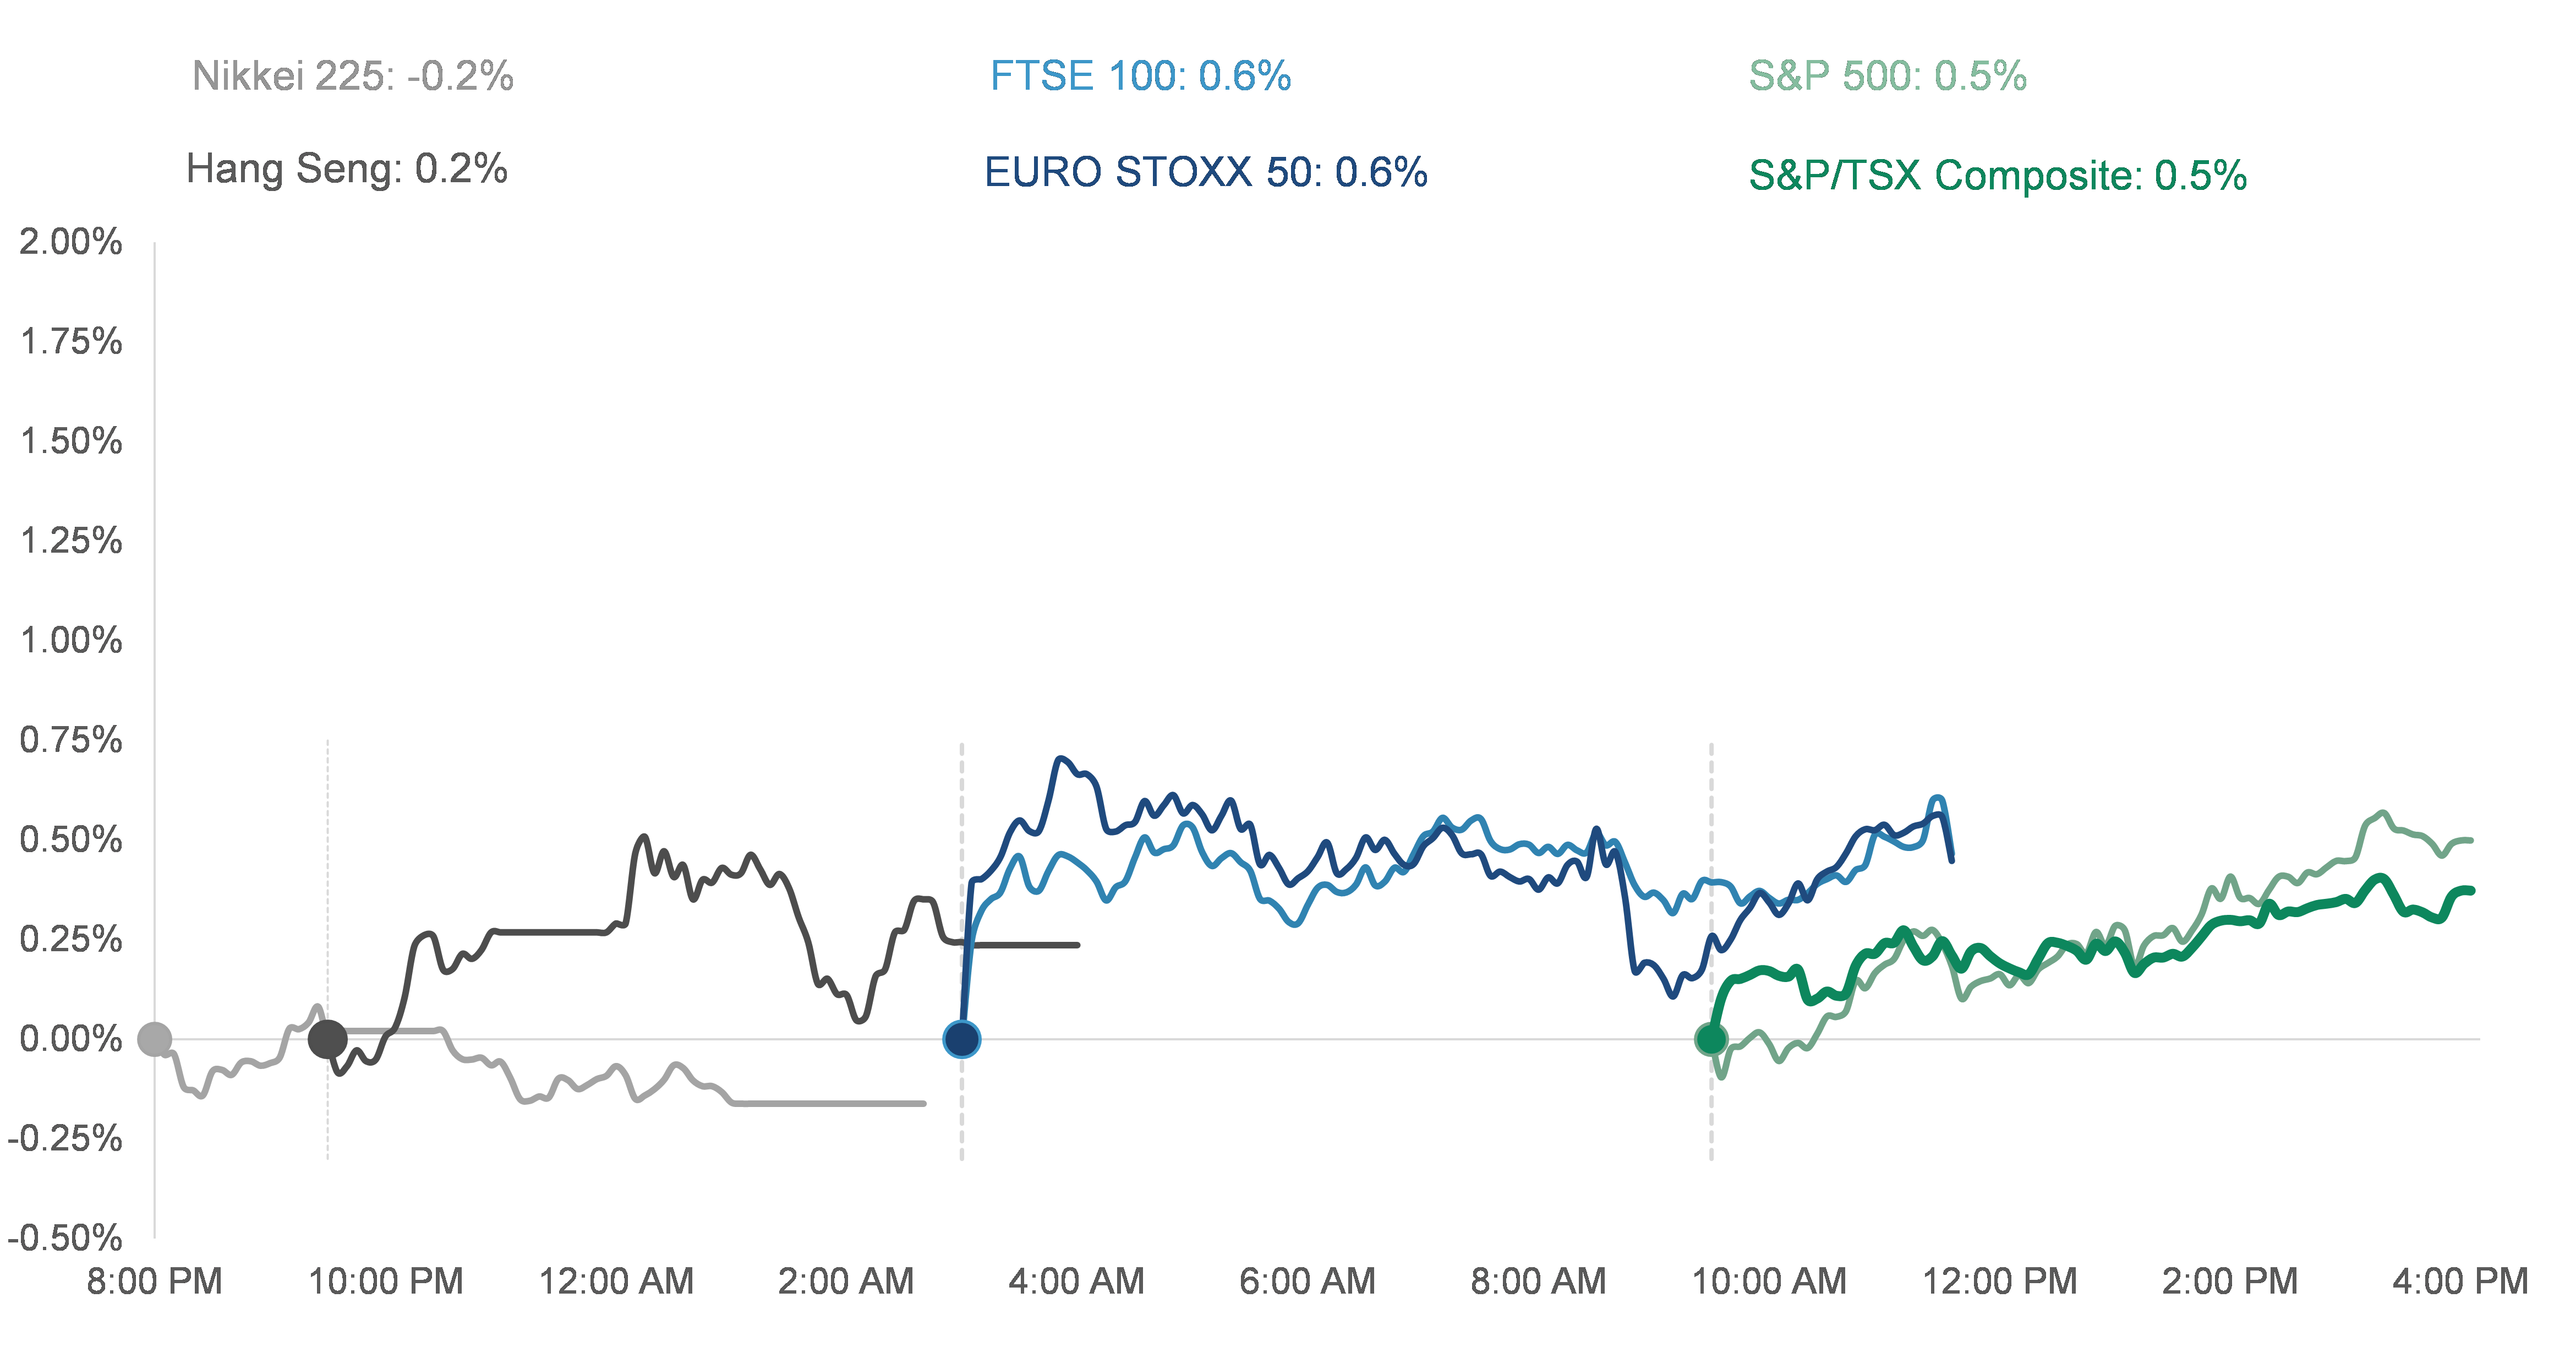 Nikkei 225: -0.2%
FTSE 100: 0.6%
S&P 500: 0.5%
Hang Seng: 0.2%
EURO STOXX 50: 0.6%
S&P/TSX Composite: 0.5%
2.00%
1.75%
1.50%
1.25%
1.00%
0.75%
0.50%
0.25%
0.00%
-0.25%
-0.50%
8:00 PM 10:00 PM 12:00 AM 2:00 AM 4:00 AM 6:00 AM 8:00 AM 10:00 AM 12:00 PM 2:00 PM 4:00 PM